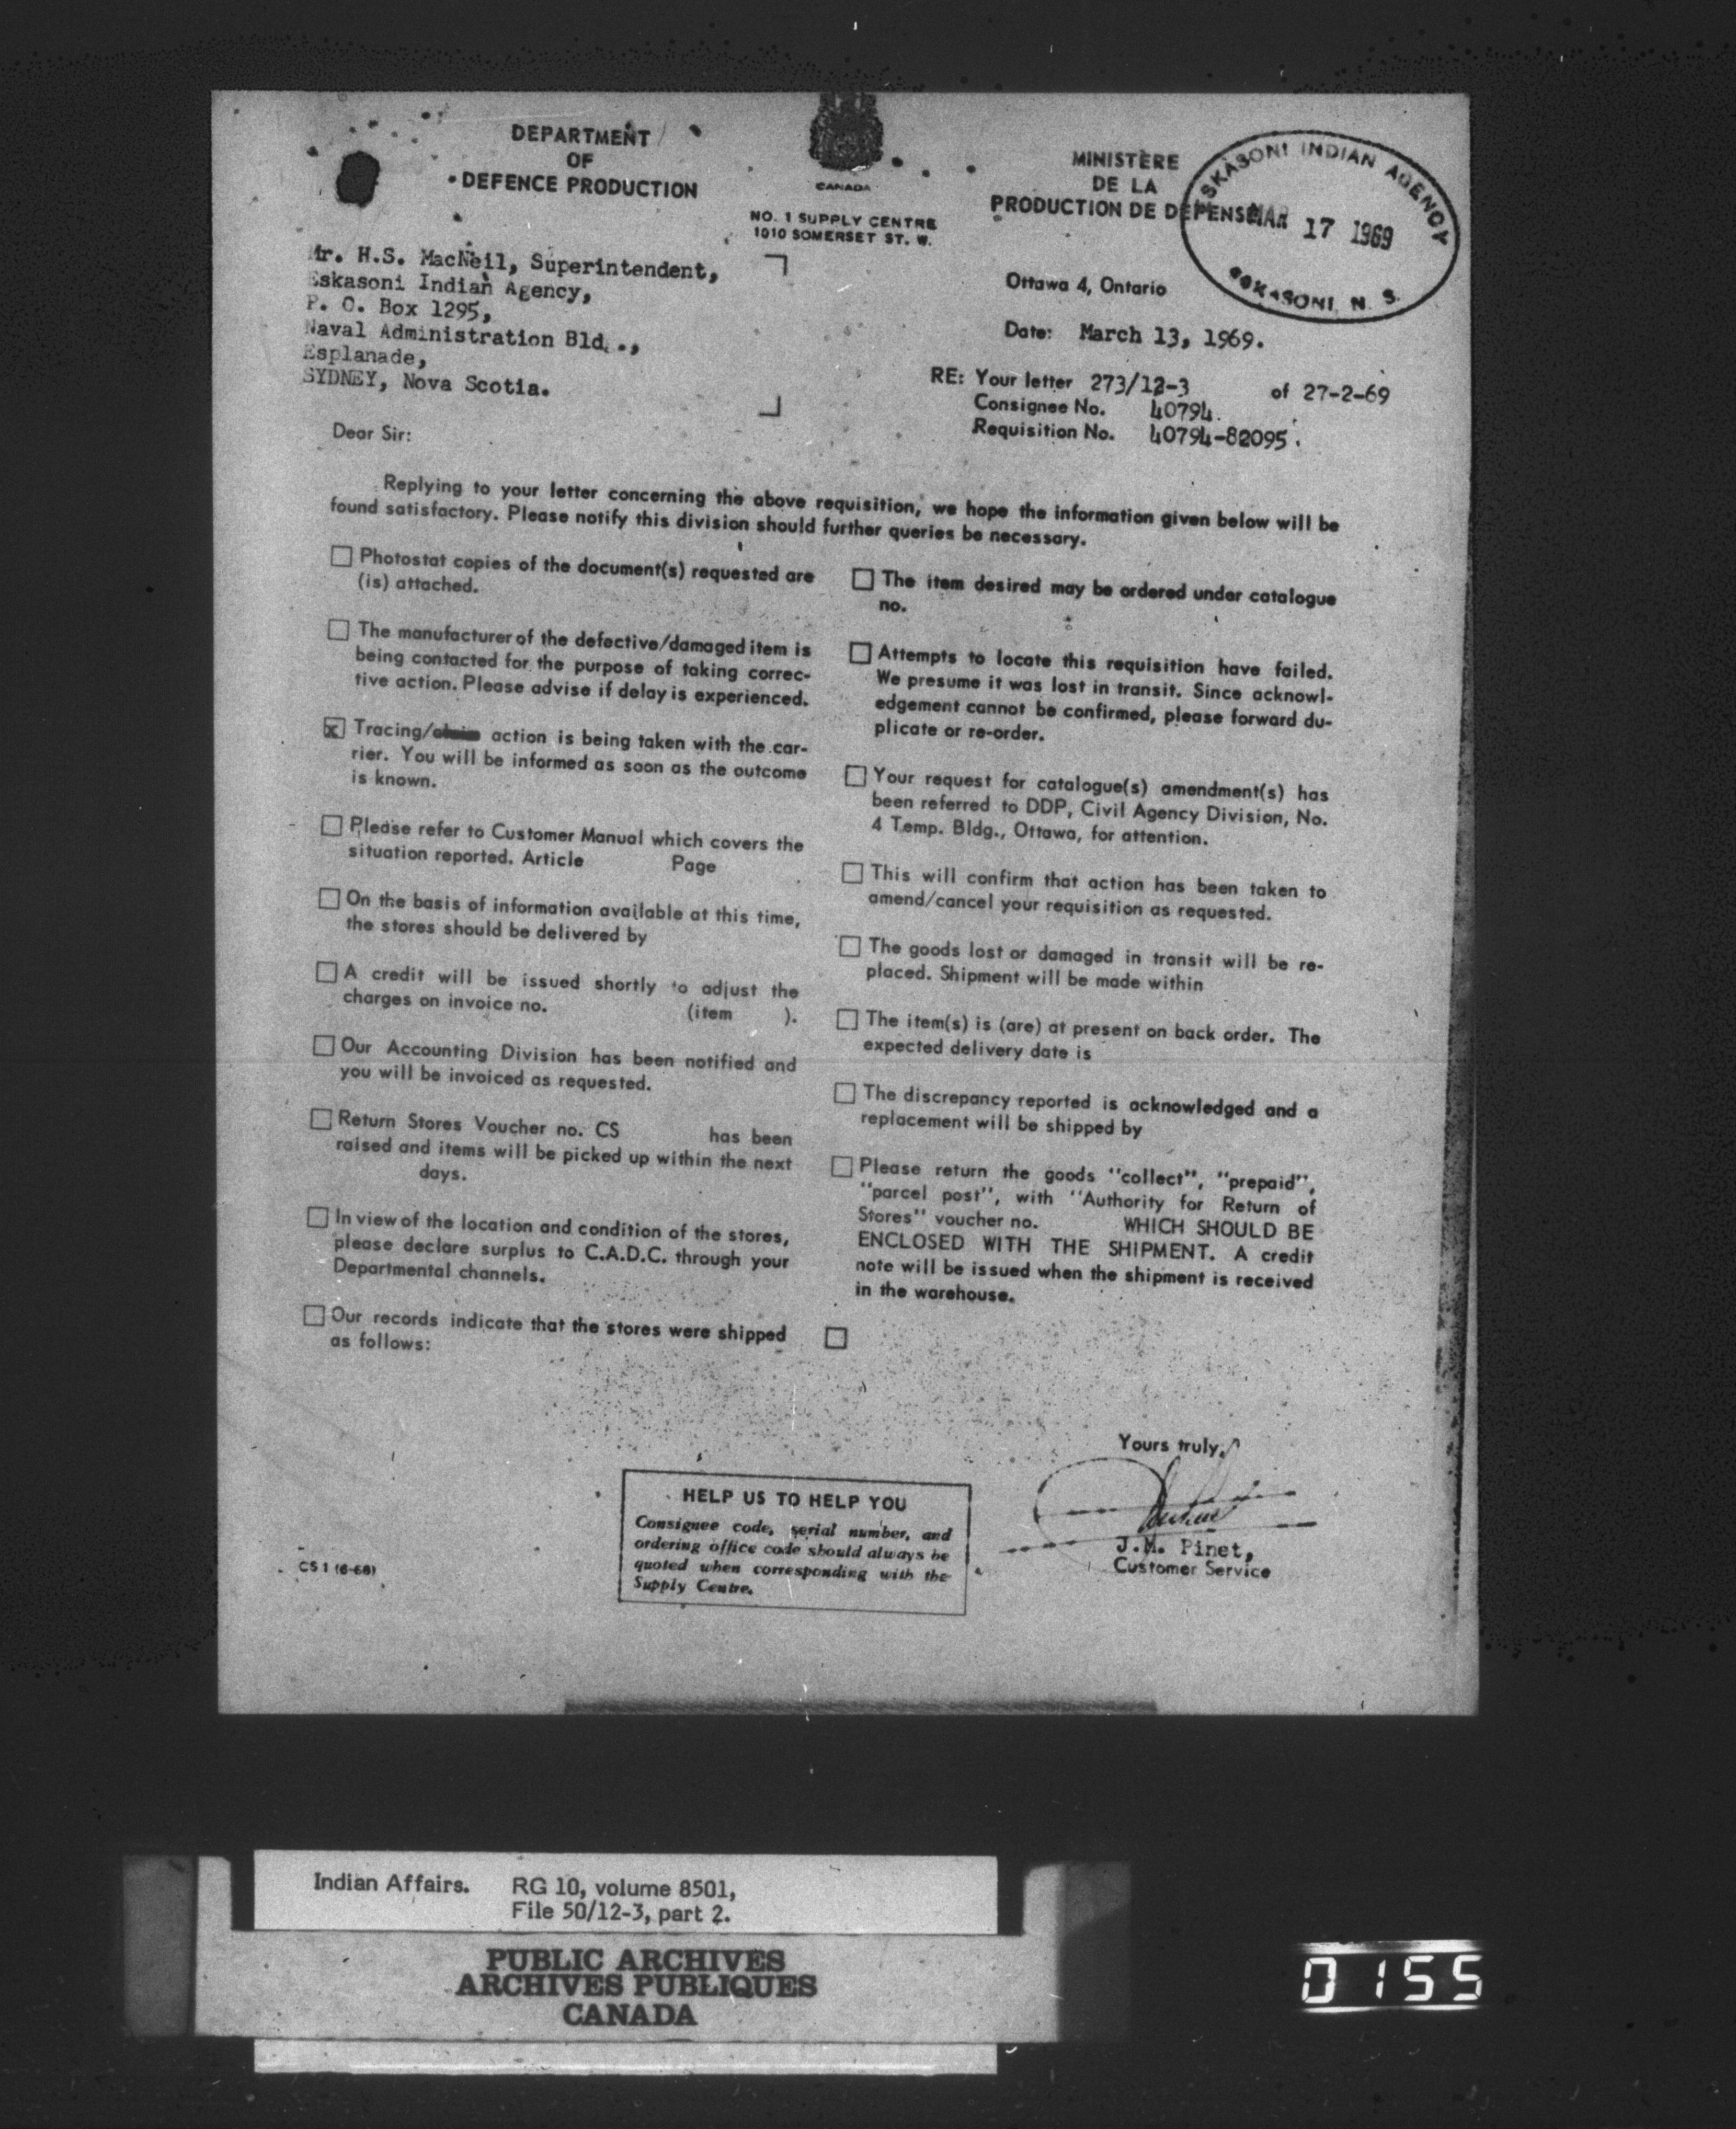 DEPARTMENT
OF
DEFENCE PRODUCTION
CANADA
NO. 1 SUPPLY CENTRE
1010 SOMERSET ST. W.
MINISTÈRE
DE LA
PRODUCTION DE DÉFENSE
ESKASONI INDIAN AGENCY
MAR 17 1969
ESKASONI, N. S.
Mr. H.S. MacNeil, Superintendent,
Eskasoni Indian Agency,
P. O. Box 1295,
Naval Administration Bld.,
Esplanade,
SYDNEY, Nova Scotia.
Ottawa 4, Ontario
Date: March 13, 1969.
RE: Your letter 273/12-3 of 27-2-69
Consignee No. 40794.
Requisition No. 40794-82095.
Dear Sir:
Replying to your letter concerning the above requisition, we hope the information given below will be
found satisfactory. Please notify this division should further queries be necessary.
Photostat copies of the document(s) requested are
(is) attached.
The manufacturer of the defective/damaged item is
being contacted for the purpose of taking correc-
tive action. Please advise if delay is experienced.
x Tracing/claim action is being taken with the car-
rier. You will be informed as soon as the outcome
is known.
Please refer to Customer Manual which covers the
situation reported. Article Page
On the basis of information available at this time,
the stores should be delivered by
A credit will be issued shortly to adjust the
charges on invoice no. (item ).
Our Accounting Division has been notified and
you will be invoiced as requested.
Return Stores Voucher no. CS has been
raised and items will be picked up within the next
days.
In view of the location and condition of the stores,
please declare surplus to C.A.D.C. through your
Departmental channels.
Our records indicate that the stores were shipped
as follows:
The item desired may be ordered under catalogue
no.
Attempts to locate this requisition have failed.
We presume it was lost in transit. Since acknowl-
edgement cannot be confirmed, please forward du-
plicate or re-order.
Your request for catalogue(s) amendment(s) has
been referred to DDP, Civil Agency Division, No.
4 Temp. Bldg., Ottawa, for attention.
This will confirm that action has been taken to
amend/cancel your requisition as requested.
The goods lost or damaged in transit will be re-
placed. Shipment will be made within
The item(s) is (are) at present on back order. The
expected delivery date is
The discrepancy reported is acknowledged and a
replacement will be shipped by
Please return the goods "collect", "prepaid",
"parcel post", with "Authority for Return of
Stores" voucher no. WHICH SHOULD BE
ENCLOSED WITH THE SHIPMENT. A credit
note will be issued when the shipment is received
in the warehouse.
Yours truly,
J.M. Pinet,
Customer Service
HELP US TO HELP YOU
Consignee code, serial number, and
ordering office code should always be
quoted when corresponding with the
Supply Centre.
CS 1 (6-68)
Indian Affairs. RG 10, volume 8501,
File 50/12-3, part 2.
PUBLIC ARCHIVES
ARCHIVES PUBLIQUES
CANADA
0155